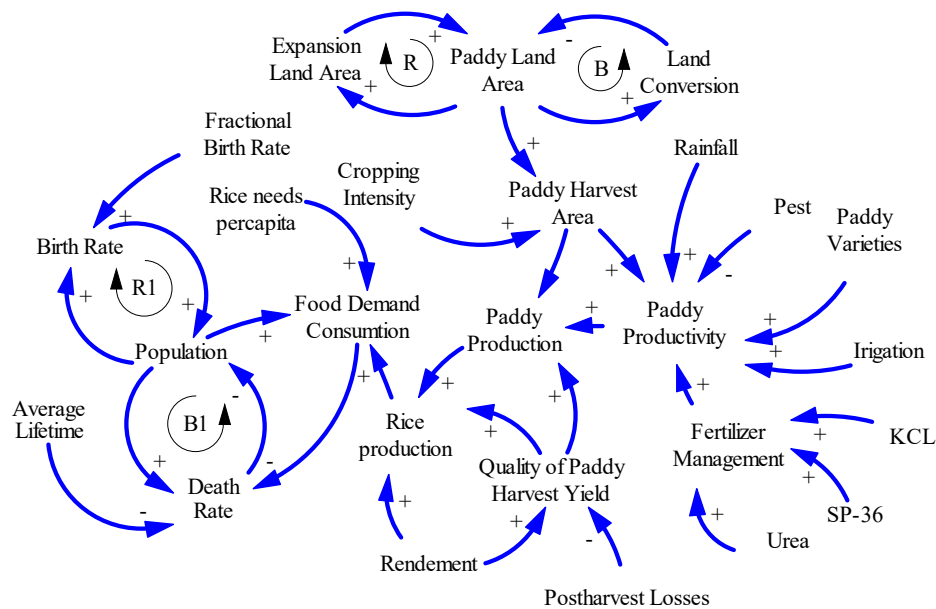 Expansion
Land Area
+
R
+
Paddy Land
Area
-
B
+
Land
Conversion
Fractional
Birth Rate
Rice needs
percapita
Cropping
Intensity
+
Paddy Harvest
Area
+
Rainfall
Pest
Paddy
Varieties
+
Birth Rate
+
R1
+
+
Food Demand
Consumtion
+
Population
+
Paddy
Production
+
+
+
-
Paddy
Productivity
+
+
Irigation
Average
Lifetime
B1
-
+
-
-
Death
Rate
+
Rice
production
+
+
+
+
Quality of Paddy
Harvest Yield
+
+
-
Rendement
Postharvest Losses
+
Fertilizer
Management
+
KCL
+
SP-36
+
Urea